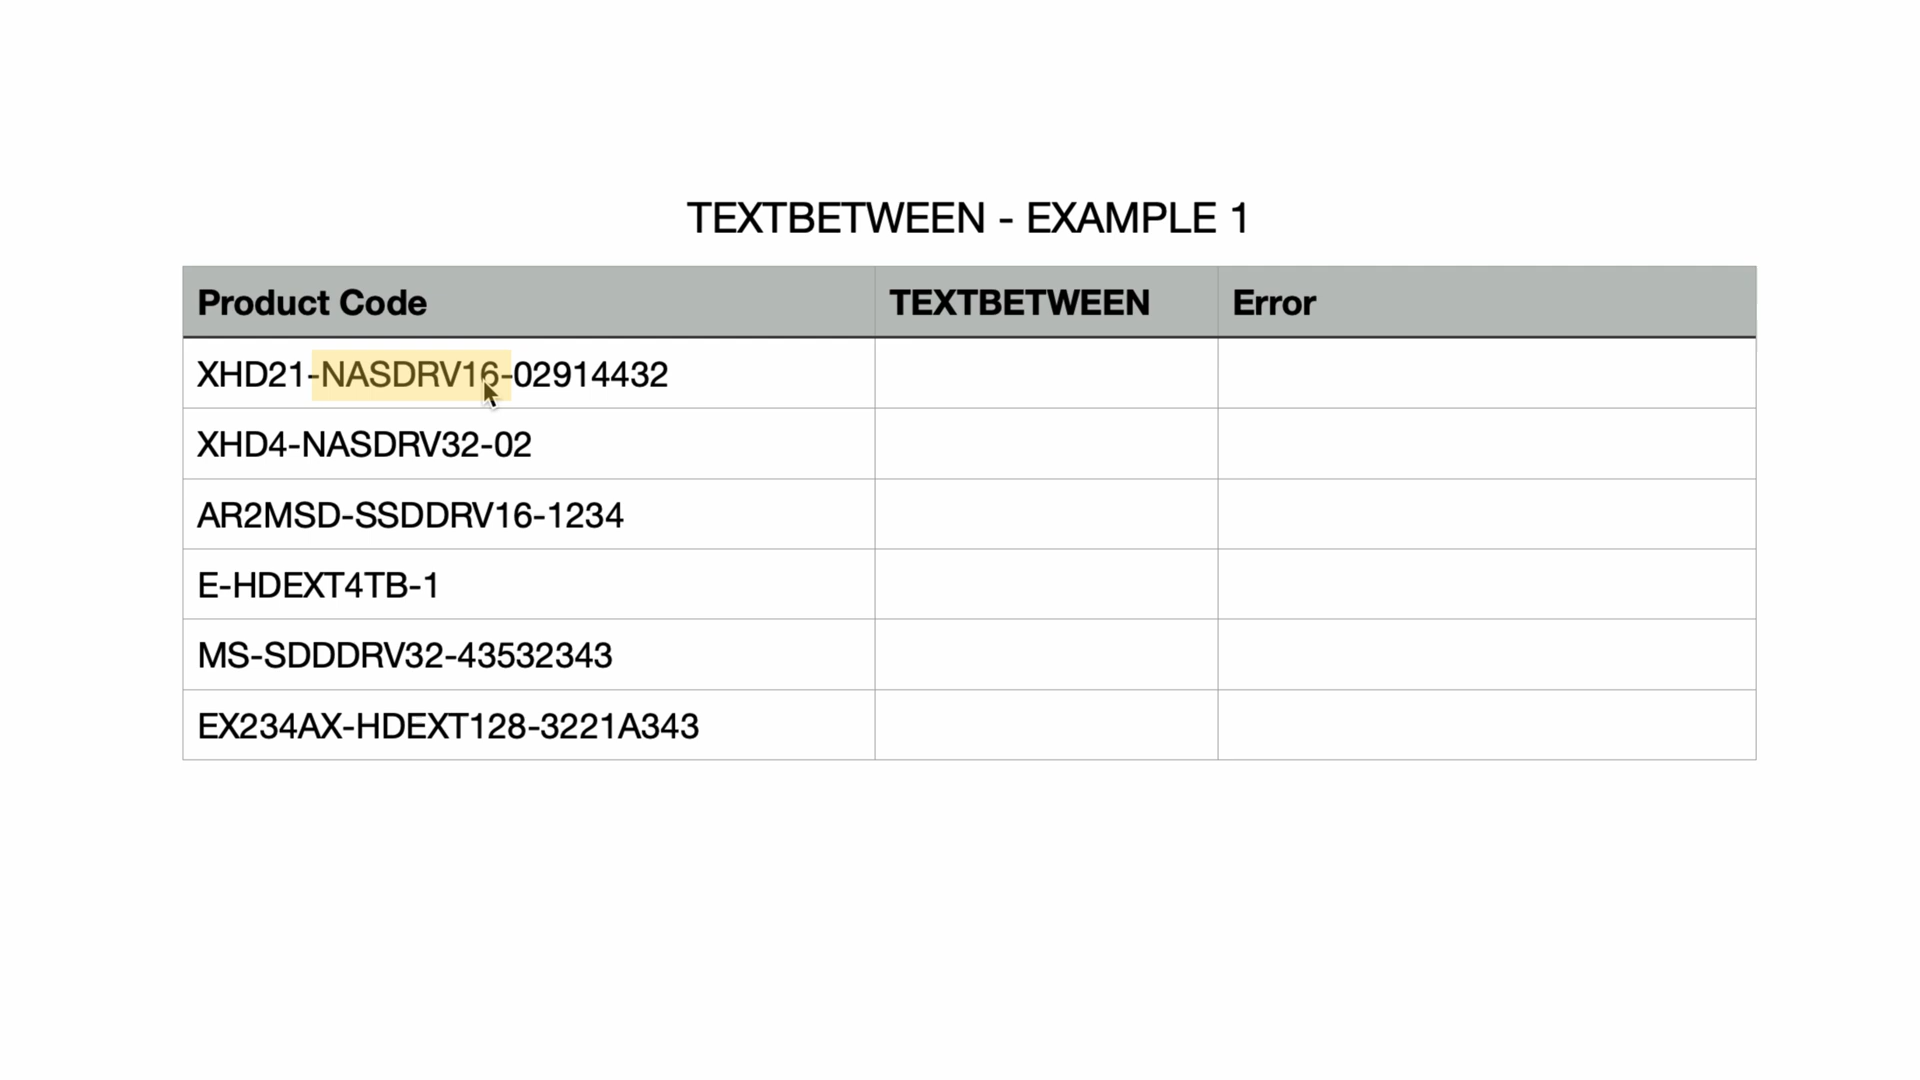 TEXTBETWEEN - EXAMPLE 1
Product Code TEXTBETWEEN Error
XHD21-NASDRV16-02914432
XHD4-NASDRV32-02
AR2MSD-SSDDRV16-1234
E-HDEXT4TB-1
MS-SDDDRV32-43532343
EX234AX-HDEXT128-3221A343